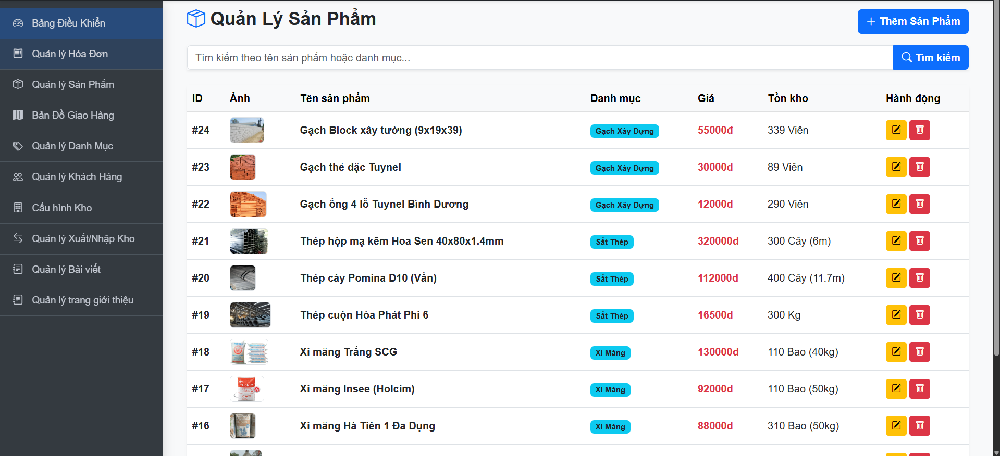 Bảng Điều Khiển
Quản lý Hóa Đơn
Quản lý Sản Phẩm
Bản Đồ Giao Hàng
Quản lý Danh Mục
Quản lý Khách Hàng
Cấu hình Kho
Quản lý Xuất/Nhập Kho
Quản lý Bài viết
Quản lý trang giới thiệu
Quản Lý Sản Phẩm
Thêm Sản Phẩm
Tìm kiếm theo tên sản phẩm hoặc danh mục...
Tìm kiếm
ID Ảnh Tên sản phẩm Danh mục Giá Tồn kho Hành động
#24 Gạch Block xây tường (9x19x39) Gạch Xây Dựng 55000đ 339 Viên
#23 Gạch thẻ đặc Tuynel Gạch Xây Dựng 30000đ 89 Viên
#22 Gạch ống 4 lỗ Tuynel Bình Dương Gạch Xây Dựng 12000đ 290 Viên
#21 Thép hộp mạ kẽm Hoa Sen 40x80x1.4mm Sắt Thép 320000đ 300 Cây (6m)
#20 Thép cây Pomina D10 (Vằn) Sắt Thép 112000đ 400 Cây (11.7m)
#19 Thép cuộn Hòa Phát Phi 6 Sắt Thép 16500đ 300 Kg
#18 Xi măng Trắng SCG Xi Măng 130000đ 110 Bao (40kg)
#17 Holcim Xi măng Insee (Holcim) Xi Măng 92000đ 110 Bao (50kg)
#16 Xi măng Hà Tiên 1 Đa Dụng Xi Măng 88000đ 310 Bao (50kg)